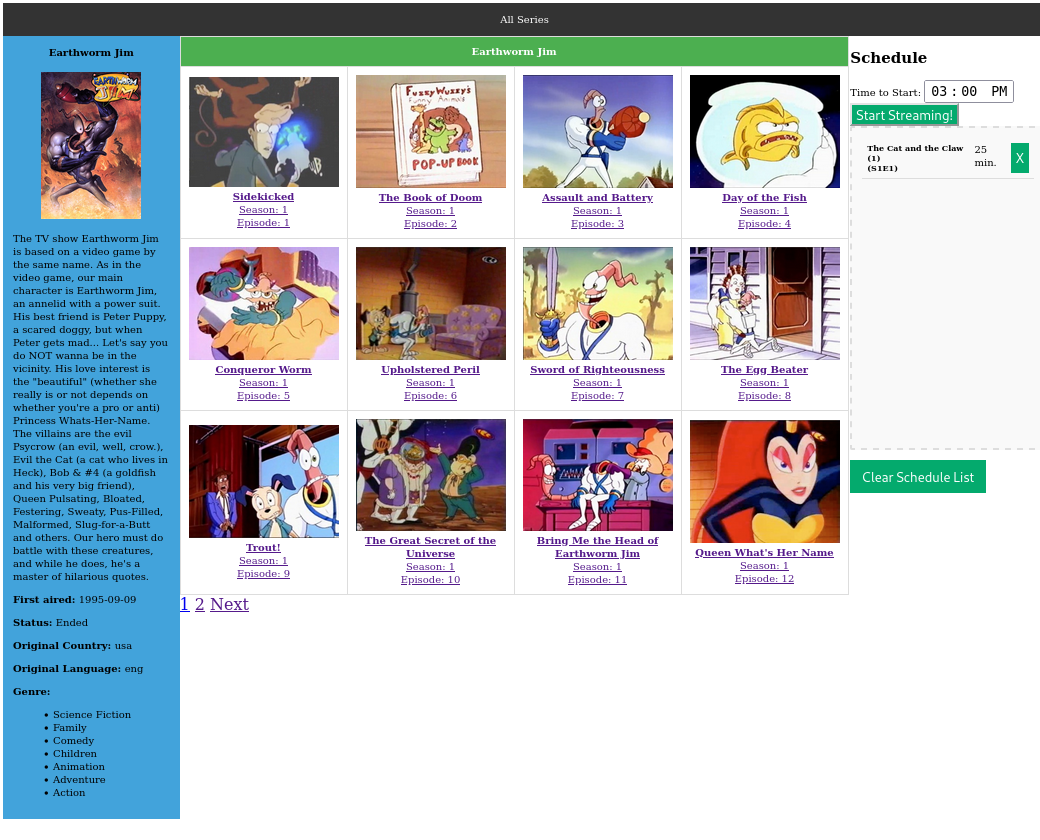 All Series
Earthworm Jim
EARTHWORM
JIM
The TV show Earthworm Jim
is based on a video game by
the same name. As in the
video game, our main
character is Earthworm Jim,
an annelid with a power suit.
His best friend is Peter Puppy,
a scared doggy, but when
Peter gets mad... Let's say you
do NOT wanna be in the
vicinity. His love interest is
the "beautiful" (whether she
really is or not depends on
whether you're a pro or anti)
Princess Whats-Her-Name.
The villains are the evil
Psycrow (an evil, well, crow.),
Evil the Cat (a cat who lives in
Heck), Bob & #4 (a goldfish
and his very big friend),
Queen Pulsating, Bloated,
Festering, Sweaty, Pus-Filled,
Malformed, Slug-for-a-Butt
and others. Our hero must do
battle with these creatures,
and while he does, he's a
master of hilarious quotes.
First aired: 1995-09-09
Status: Ended
Original Country: usa
Original Language: eng
Genre:
• Science Fiction
• Family
• Comedy
• Children
• Animation
• Adventure
• Action
Earthworm Jim
Sidekicked
Season: 1
Episode: 1
Fuzzy Wuzzy's
Funny Animals
POP-UP BOOK
The Book of Doom
Season: 1
Episode: 2
Assault and Battery
Season: 1
Episode: 3
Day of the Fish
Season: 1
Episode: 4
Conqueror Worm
Season: 1
Episode: 5
Upholstered Peril
Season: 1
Episode: 6
Sword of Righteousness
Season: 1
Episode: 7
The Egg Beater
Season: 1
Episode: 8
Trout!
Season: 1
Episode: 9
The Great Secret of the
Universe
Season: 1
Episode: 10
Bring Me the Head of
Earthworm Jim
Season: 1
Episode: 11
Queen What's Her Name
Season: 1
Episode: 12
1 2 Next
Schedule
Time to Start: 03:00 PM
Start Streaming!
The Cat and the Claw
(1)
(S1E1)
25
min.
X
Clear Schedule List